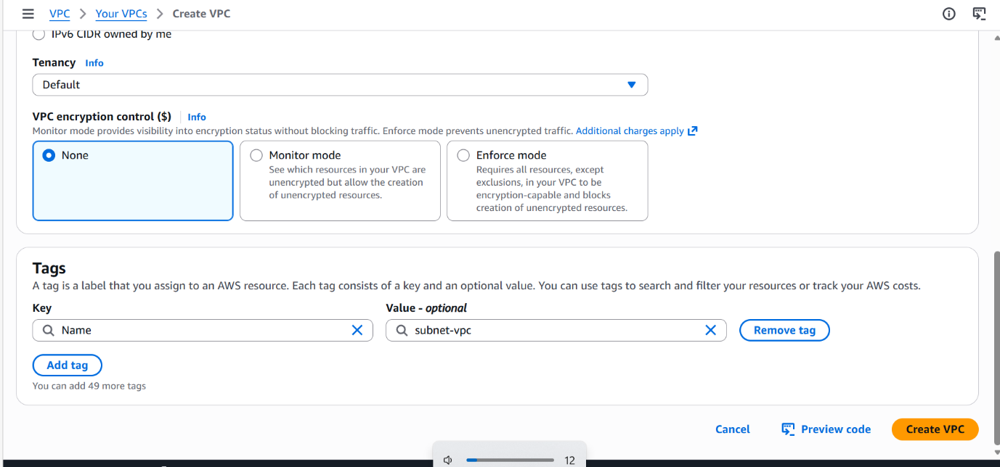 VPC > Your VPCs > Create VPC
IPv6 CIDR owned by me
Tenancy Info
Default
VPC encryption control ($) Info
Monitor mode provides visibility into encryption status without blocking traffic. Enforce mode prevents unencrypted traffic. Additional charges apply
None
Monitor mode
See which resources in your VPC are
unencrypted but allow the creation
of unencrypted resources.
Enforce mode
Requires all resources, except
exclusions, in your VPC to be
encryption-capable and blocks
creation of unencrypted resources.
Tags
A tag is a label that you assign to an AWS resource. Each tag consists of a key and an optional value. You can use tags to search and filter your resources or track your AWS costs.
Key Value - optional
Name subnet-vpc Remove tag
Add tag
You can add 49 more tags
Cancel Preview code Create VPC
12